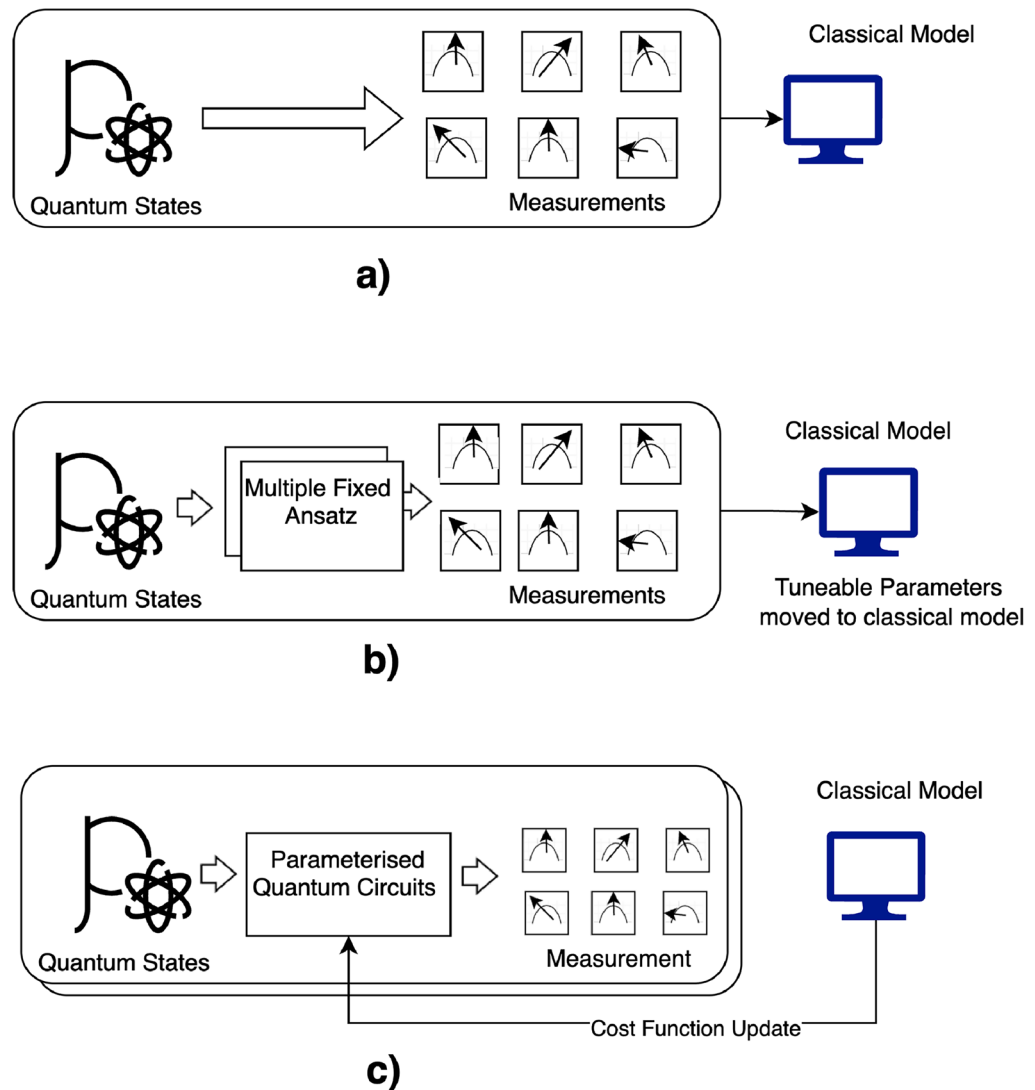 Classical Model
Quantum States
Measurements
a)
Classical Model
Multiple Fixed
Ansatz
Quantum States
Measurements
Tuneable Parameters
moved to classical model
b)
Classical Model
Parameterised
Quantum Circuits
Quantum States
Measurement
Cost Function Update
c)